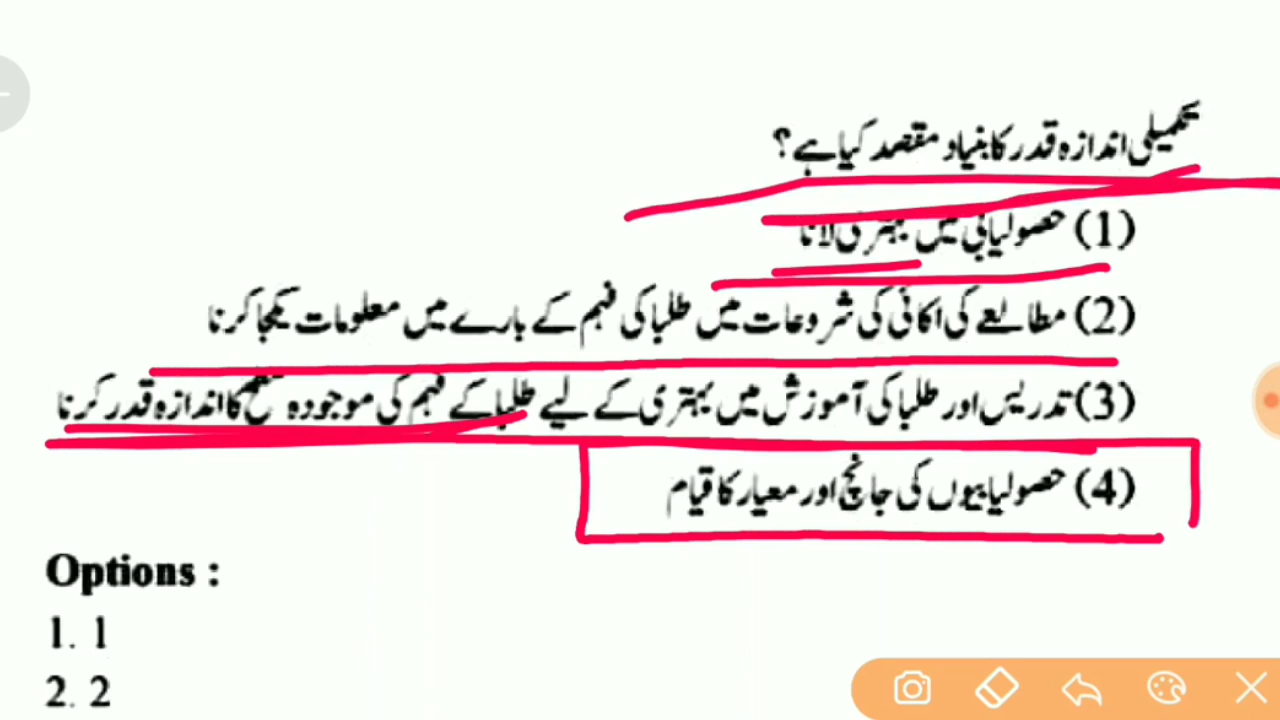 تکمیلی اندازہ قدر کا بنیاد مقصد کیا ہے؟
(1) حصولیابی میں بہتری لانا
(2) مطالعے کی اکائی کی شروعات میں طلبا کی فہم کے بارے میں معلومات یکجا کرنا
(3) تدریس اور طلبا کی آموزش میں بہتری کے لیے طلبا کے فہم کی موجودہ سطح کا اندازہ قدر کرنا
(4) حصولیابیوں کی جانچ اور معیار کا قیام
Options :
1. 1
2. 2